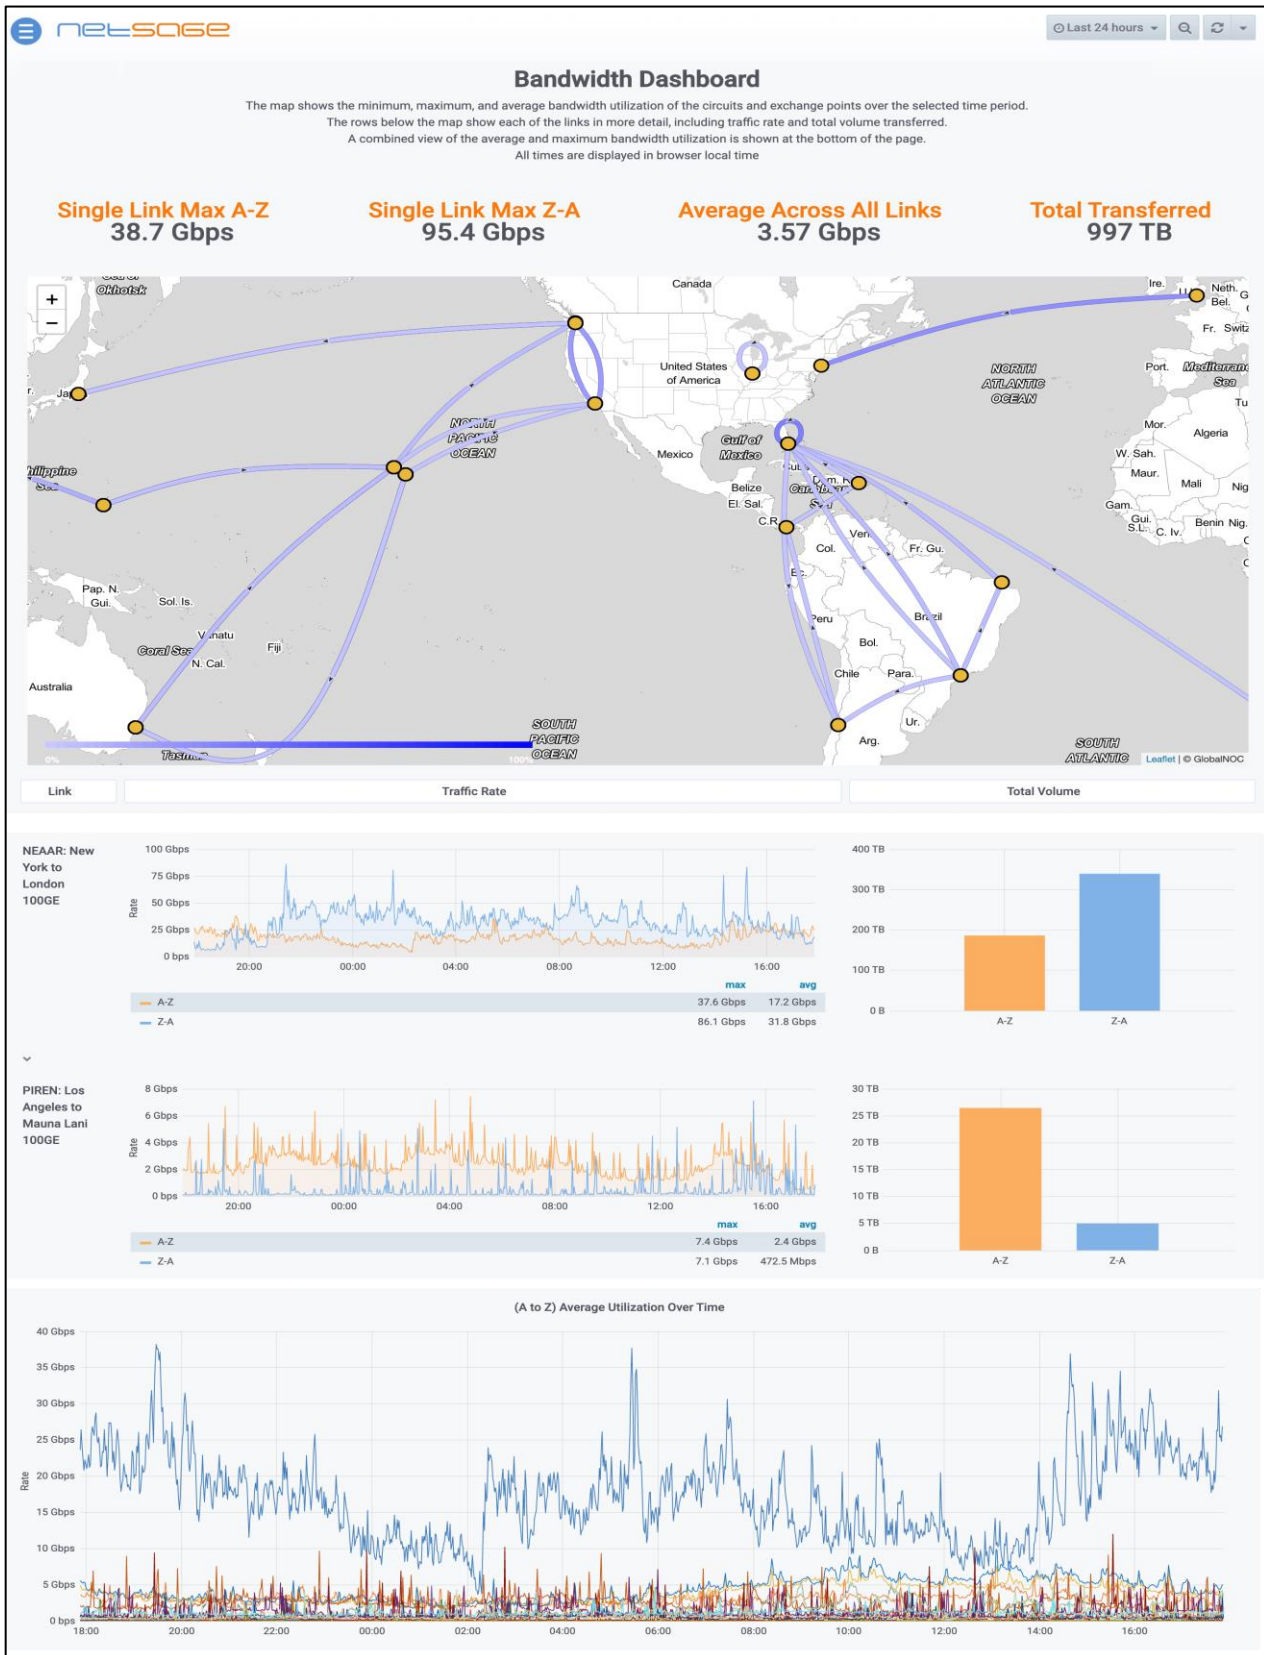 netsage
Last 24 hours
Bandwidth Dashboard
The map shows the minimum, maximum, and average bandwidth utilization of the circuits and exchange points over the selected time period.
The rows below the map show each of the links in more detail, including traffic rate and total volume transferred.
A combined view of the average and maximum bandwidth utilization is shown at the bottom of the page.
All times are displayed in browser local time
Single Link Max A-Z
38.7 Gbps
Single Link Max Z-A
95.4 Gbps
Average Across All Links
3.57 Gbps
Total Transferred
997 TB
+
−
Okhotsk
Canada
Ire.
Neth.
Bel.
Fr.
Switz
United States
of America
NORTH
ATLANTIC
OCEAN
Port.
Mediterrane
Sea
Tu
NORTH
PACIFIC
OCEAN
Gulf of
Mexico
Mexico
Mor.
Algeria
W. Sah.
Maur.
Mali
Nig
hilippine
Sea
Belize
El. Sal.
C.R.
Gam.
Gui.
S.L.
C. Iv.
Benin
Nig.
Ven.
Col.
Fr. Gu.
Ec.
Pap. N.
Gui.
Sol. Is.
Peru
Brazil
Coral Sea
N. Cal.
Fiji
Bol.
Chile
Para.
Australia
SOUTH
PACIFIC
OCEAN
Ur.
Arg.
SOUTH
ATLANTIC
0%
100%
Leaflet | © GlobalNOC
Link
Traffic Rate
Total Volume
NEAAR: New
York to
London
100GE
100 Gbps
75 Gbps
50 Gbps
25 Gbps
0 bps
Rate
20:00 00:00 04:00 08:00 12:00 16:00
max avg
A-Z 37.6 Gbps 17.2 Gbps
Z-A 86.1 Gbps 31.8 Gbps
400 TB
300 TB
200 TB
100 TB
0 B
A-Z Z-A
PIREN: Los
Angeles to
Mauna Lani
100GE
8 Gbps
6 Gbps
4 Gbps
2 Gbps
0 bps
Rate
20:00 00:00 04:00 08:00 12:00 16:00
max avg
A-Z 7.4 Gbps 2.4 Gbps
Z-A 7.1 Gbps 472.5 Mbps
30 TB
25 TB
20 TB
15 TB
10 TB
5 TB
0 B
A-Z Z-A
(A to Z) Average Utilization Over Time
40 Gbps
35 Gbps
30 Gbps
25 Gbps
20 Gbps
15 Gbps
10 Gbps
5 Gbps
0 bps
Rate
18:00 20:00 22:00 00:00 02:00 04:00 06:00 08:00 10:00 12:00 14:00 16:00